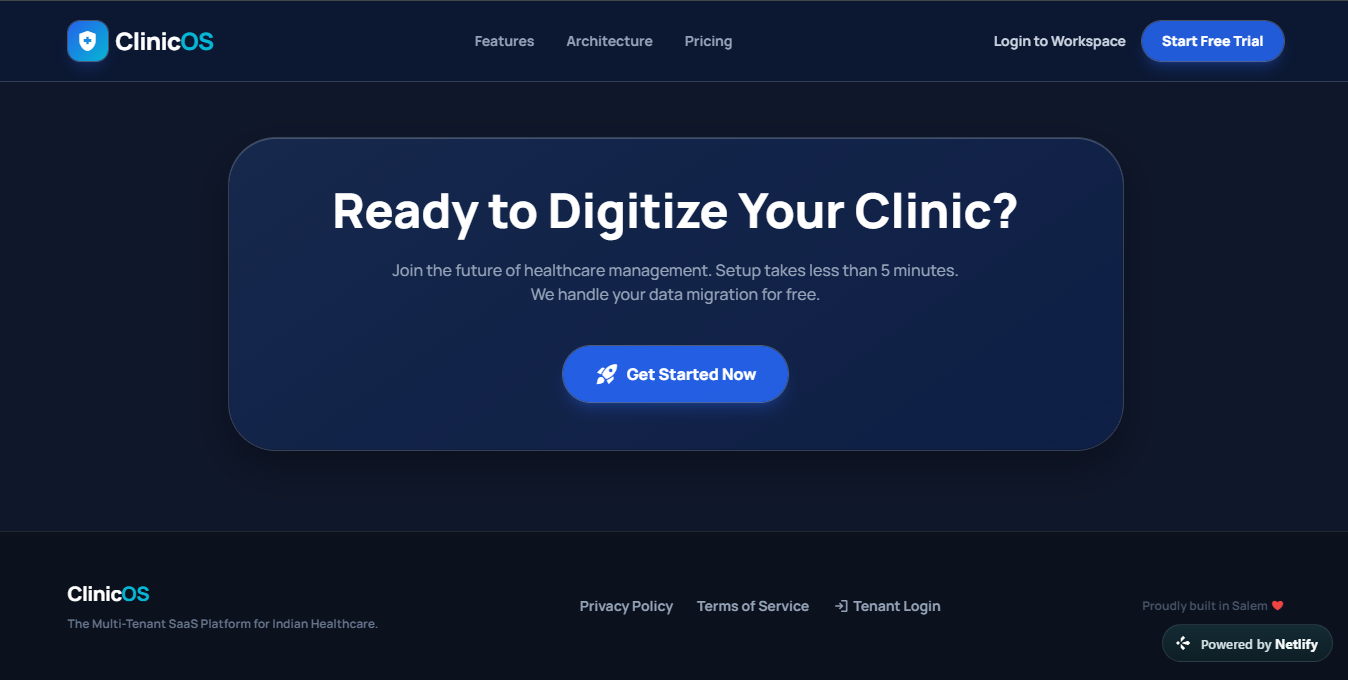 ClinicOS
Features
Architecture
Pricing
Login to Workspace
Start Free Trial
Ready to Digitize Your Clinic?
Join the future of healthcare management. Setup takes less than 5 minutes.
We handle your data migration for free.
Get Started Now
ClinicOS
The Multi-Tenant SaaS Platform for Indian Healthcare.
Privacy Policy
Terms of Service
Tenant Login
Proudly built in Salem ❤️
Powered by Netlify